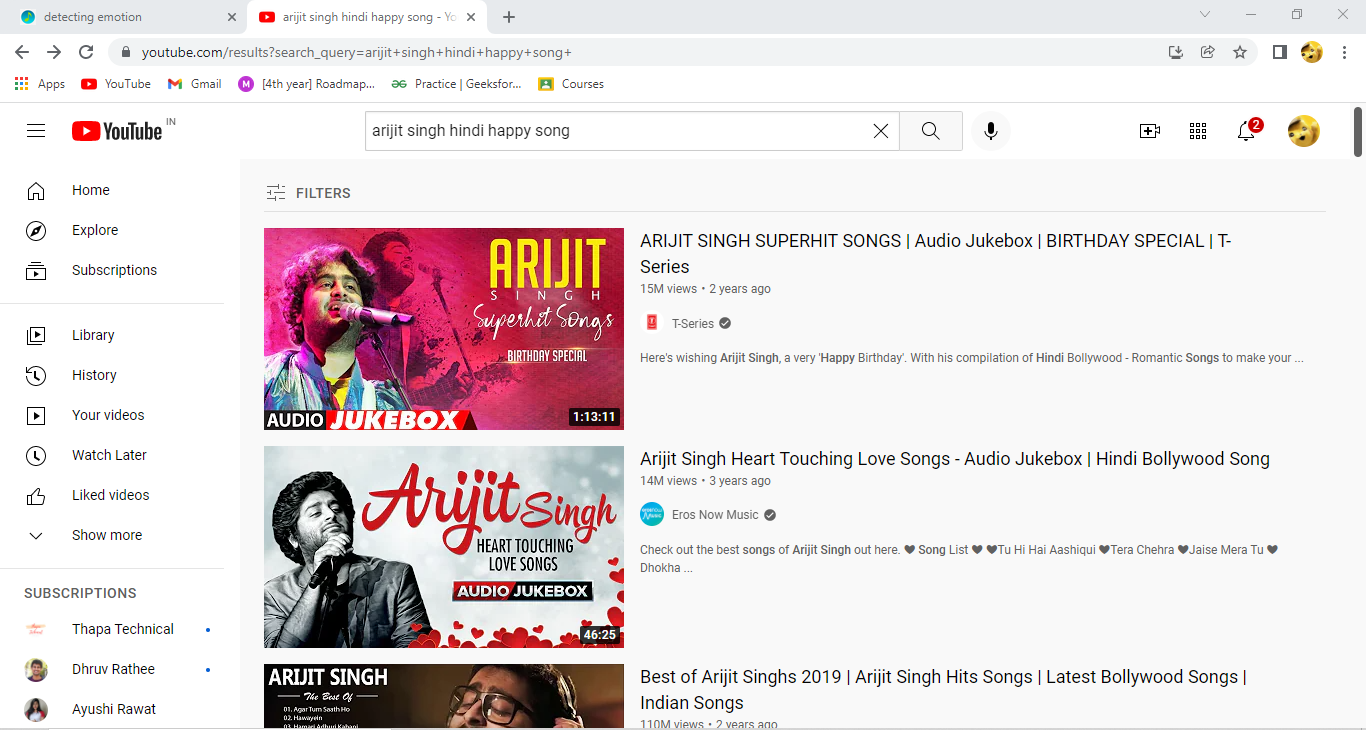 detecting emotion
arijit singh hindi happy song - Yo
youtube.com/results?search_query=arijit+singh+hindi+happy+song+
Apps
YouTube
Gmail
M
[4th year] Roadmap...
Practice | Geeksfor...
Courses
YouTube IN
arijit singh hindi happy song
2
Home
Explore
Subscriptions
Library
History
Your videos
Watch Later
Liked videos
Show more
SUBSCRIPTIONS
Thapa Technical
Dhruv Rathee
Ayushi Rawat
FILTERS
ARIJIT
SINGH
Superhit Songs
BIRTHDAY SPECIAL
AUDIO JUKEBOX
1:13:11
ARIJIT SINGH SUPERHIT SONGS | Audio Jukebox | BIRTHDAY SPECIAL | T-
Series
15M views • 2 years ago
T-Series
Here's wishing Arijit Singh, a very 'Happy Birthday'. With his compilation of Hindi Bollywood - Romantic Songs to make your ...
Arijit Singh
HEART TOUCHING
LOVE SONGS
AUDIO JUKEBOX
46:25
Arijit Singh Heart Touching Love Songs - Audio Jukebox | Hindi Bollywood Song
14M views • 3 years ago
Eros Now Music
Check out the best songs of Arijit Singh out here. ♥ Song List ♥ ♥Tu Hi Hai Aashiqui ♥Tera Chehra ♥Jaise Mera Tu ♥
Dhokha ...
ARIJIT SINGH
The Best Of
01. Agar Tum Saath Ho
02. Hawayein
03. Hamari Adhuri Kahani
Best of Arijit Singhs 2019 | Arijit Singh Hits Songs | Latest Bollywood Songs |
Indian Songs
110M views • 2 years ago